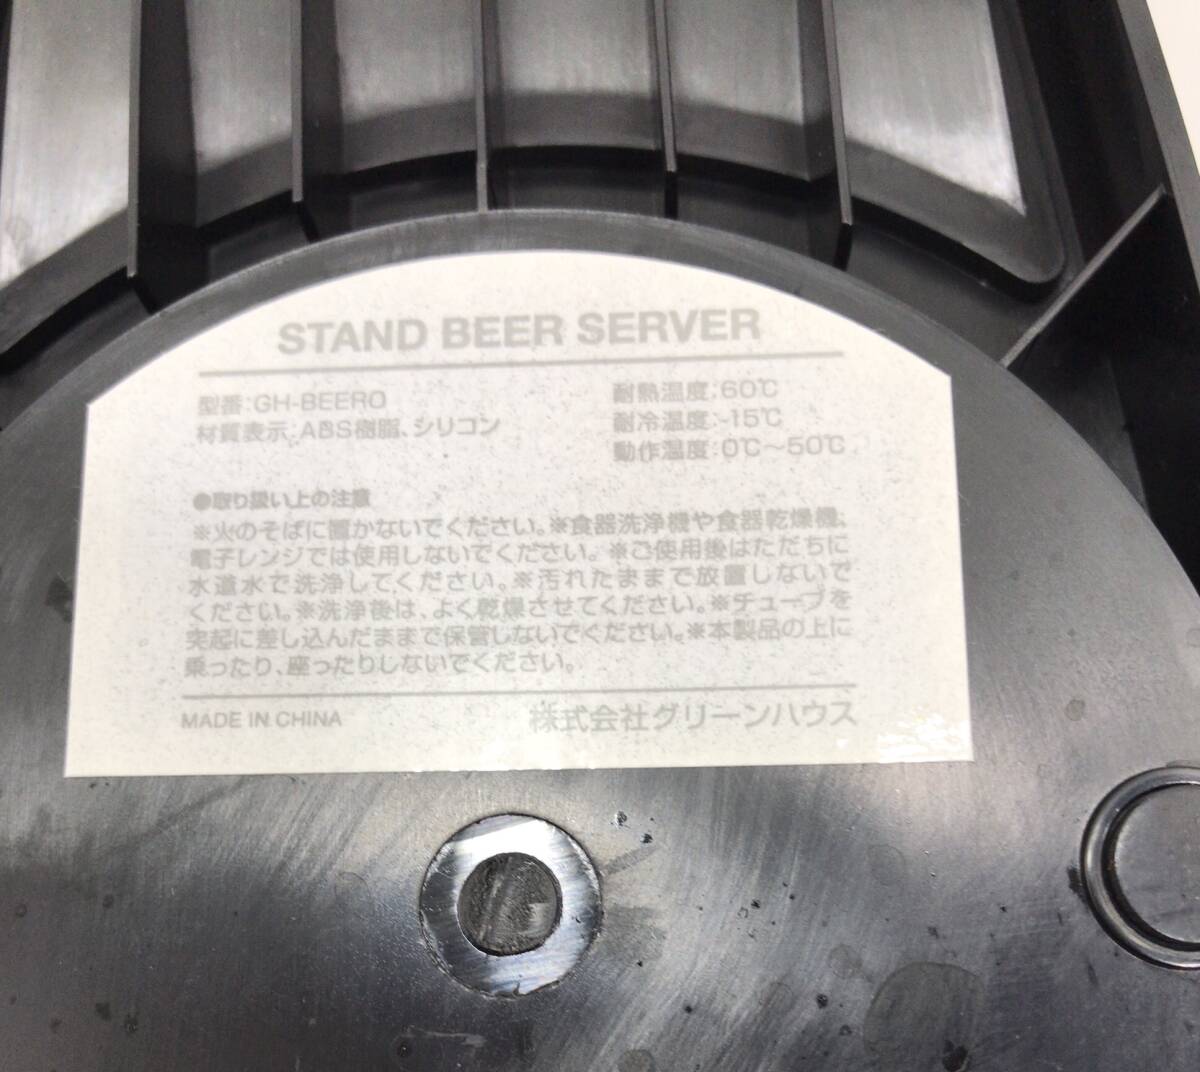 STAND BEER SERVER
型番:GH-BEERO
材質表示:ABS樹脂、シリコン
耐熱温度:60℃
耐冷温度:-15℃
動作温度:0℃～50℃
●取り扱い上の注意
※火のそばに置かないでください。※食器洗浄機や食器乾燥機、
電子レンジでは使用しないでください。※ご使用後はただちに
水道水で洗浄してください。※汚れたままで放置しないで
ください。※洗浄後は、よく乾燥させてください。※チューブを
突起に差し込んだままで保管しないでください。※本製品の上に
乗ったり、座ったりしないでください。
MADE IN CHINA
株式会社グリーンハウス